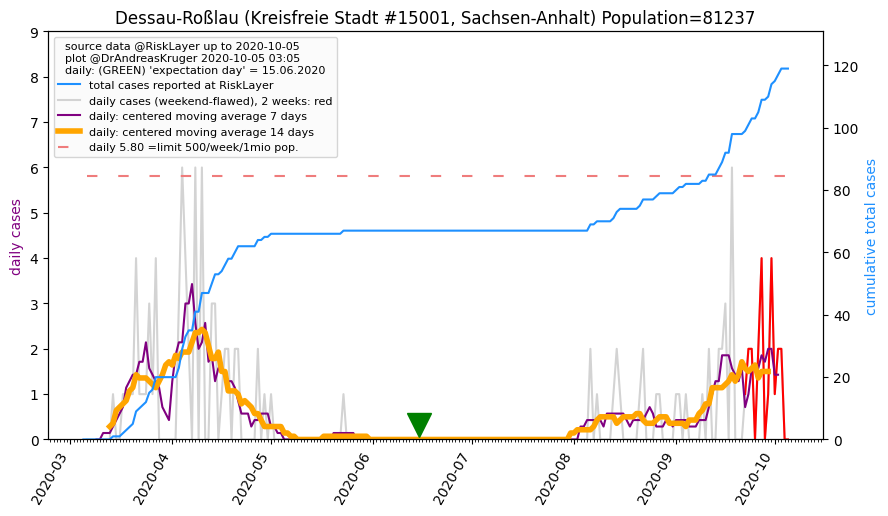 Dessau-Roßlau (Kreisfreie Stadt #15001, Sachsen-Anhalt) Population=81237
source data @RiskLayer up to 2020-10-05
plot @DrAndreasKruger 2020-10-05 03:05
daily: (GREEN) 'expectation day' = 15.06.2020
total cases reported at RiskLayer
daily cases (weekend-flawed), 2 weeks: red
daily: centered moving average 7 days
daily: centered moving average 14 days
daily 5.80 =limit 500/week/1mio pop.
daily cases
9
8
7
6
5
4
3
2
1
0
cumulative total cases
120
100
80
60
40
20
0
2020-03
2020-04
2020-05
2020-06
2020-07
2020-08
2020-09
2020-10